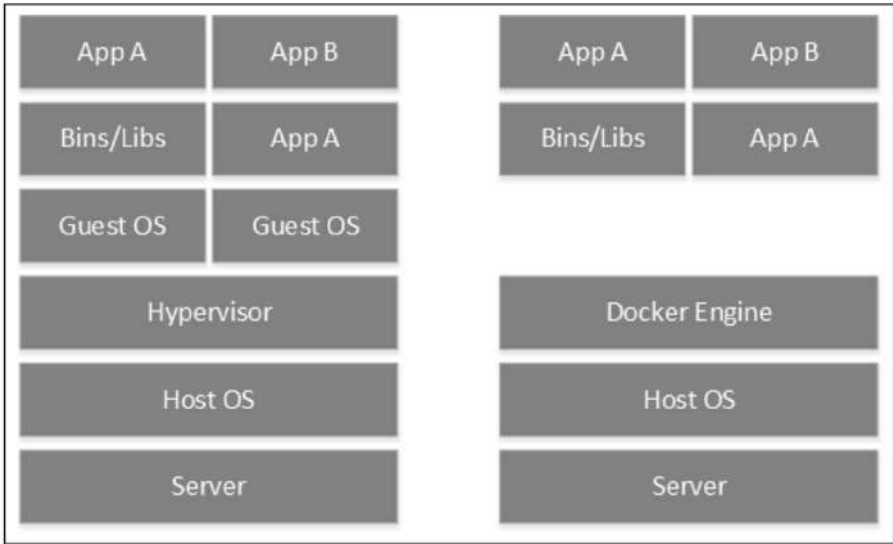 App A App B App A App B
Bins/Libs App A Bins/Libs App A
Guest OS Guest OS
Hypervisor Docker Engine
Host OS Host OS
Server Server